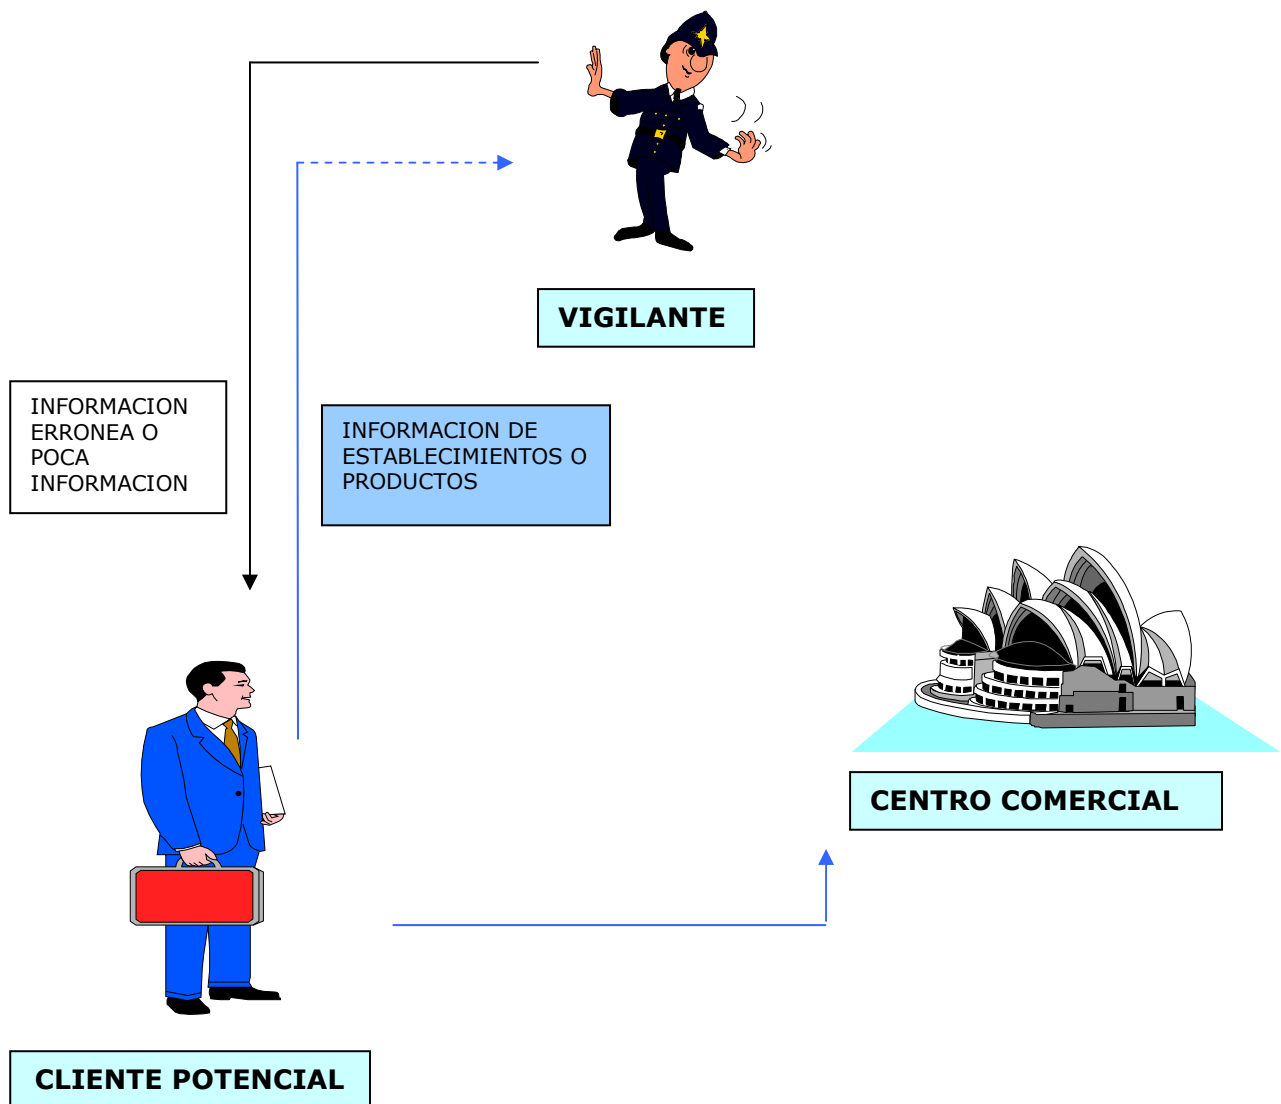 VIGILANTE
INFORMACION
ERRONEA O
POCA
INFORMACION
INFORMACION DE
ESTABLECIMIENTOS O
PRODUCTOS
CENTRO COMERCIAL
CLIENTE POTENCIAL